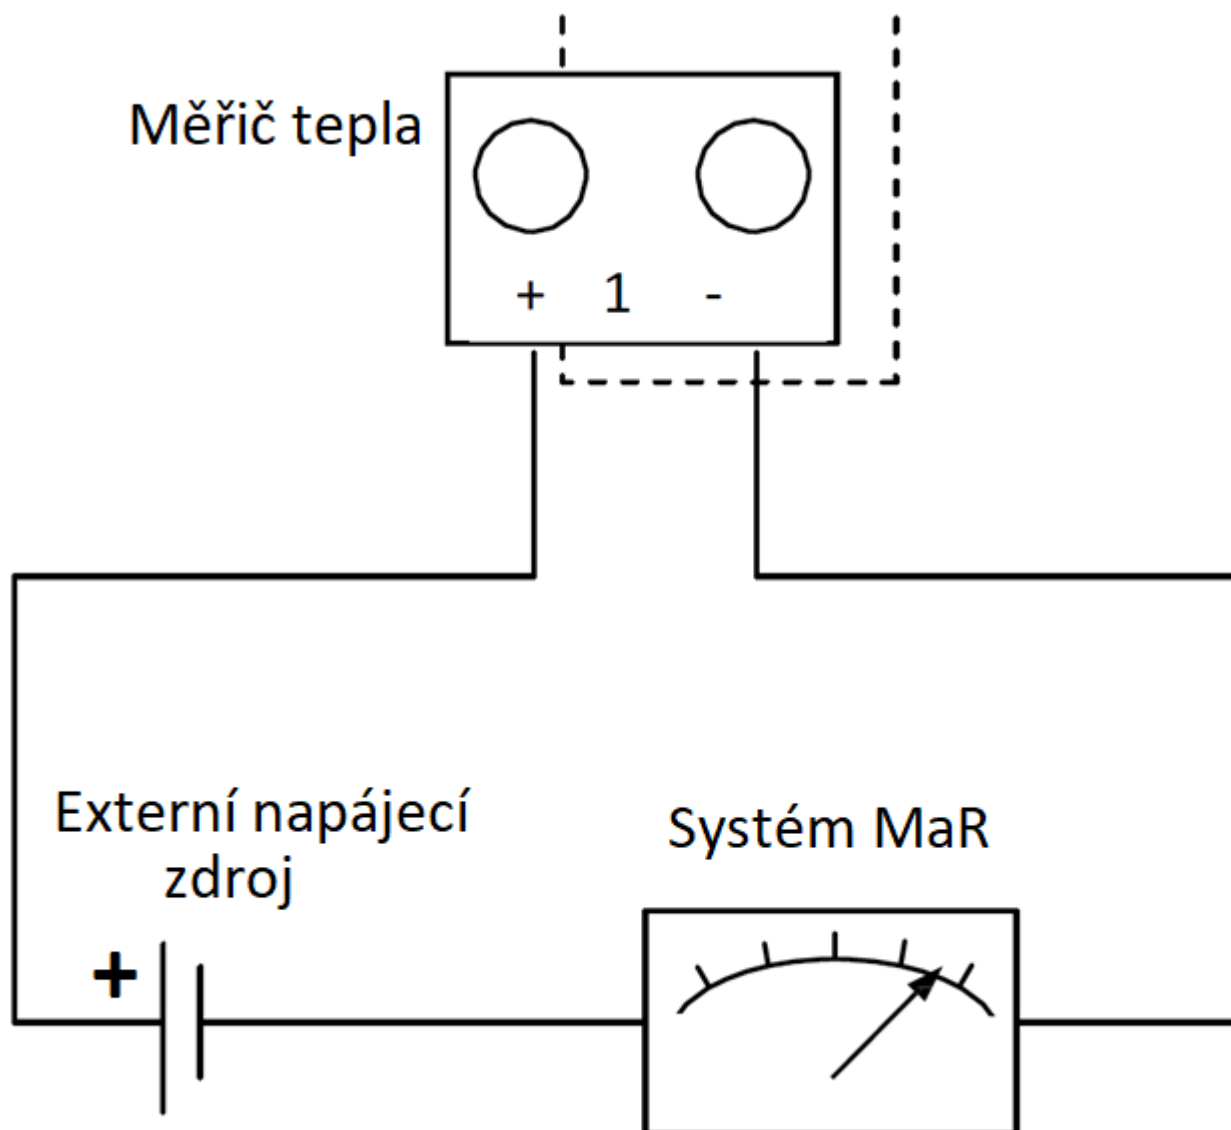 Měřič tepla
+ 1 -
Externí napájecí
zdroj
Systém MaR
+